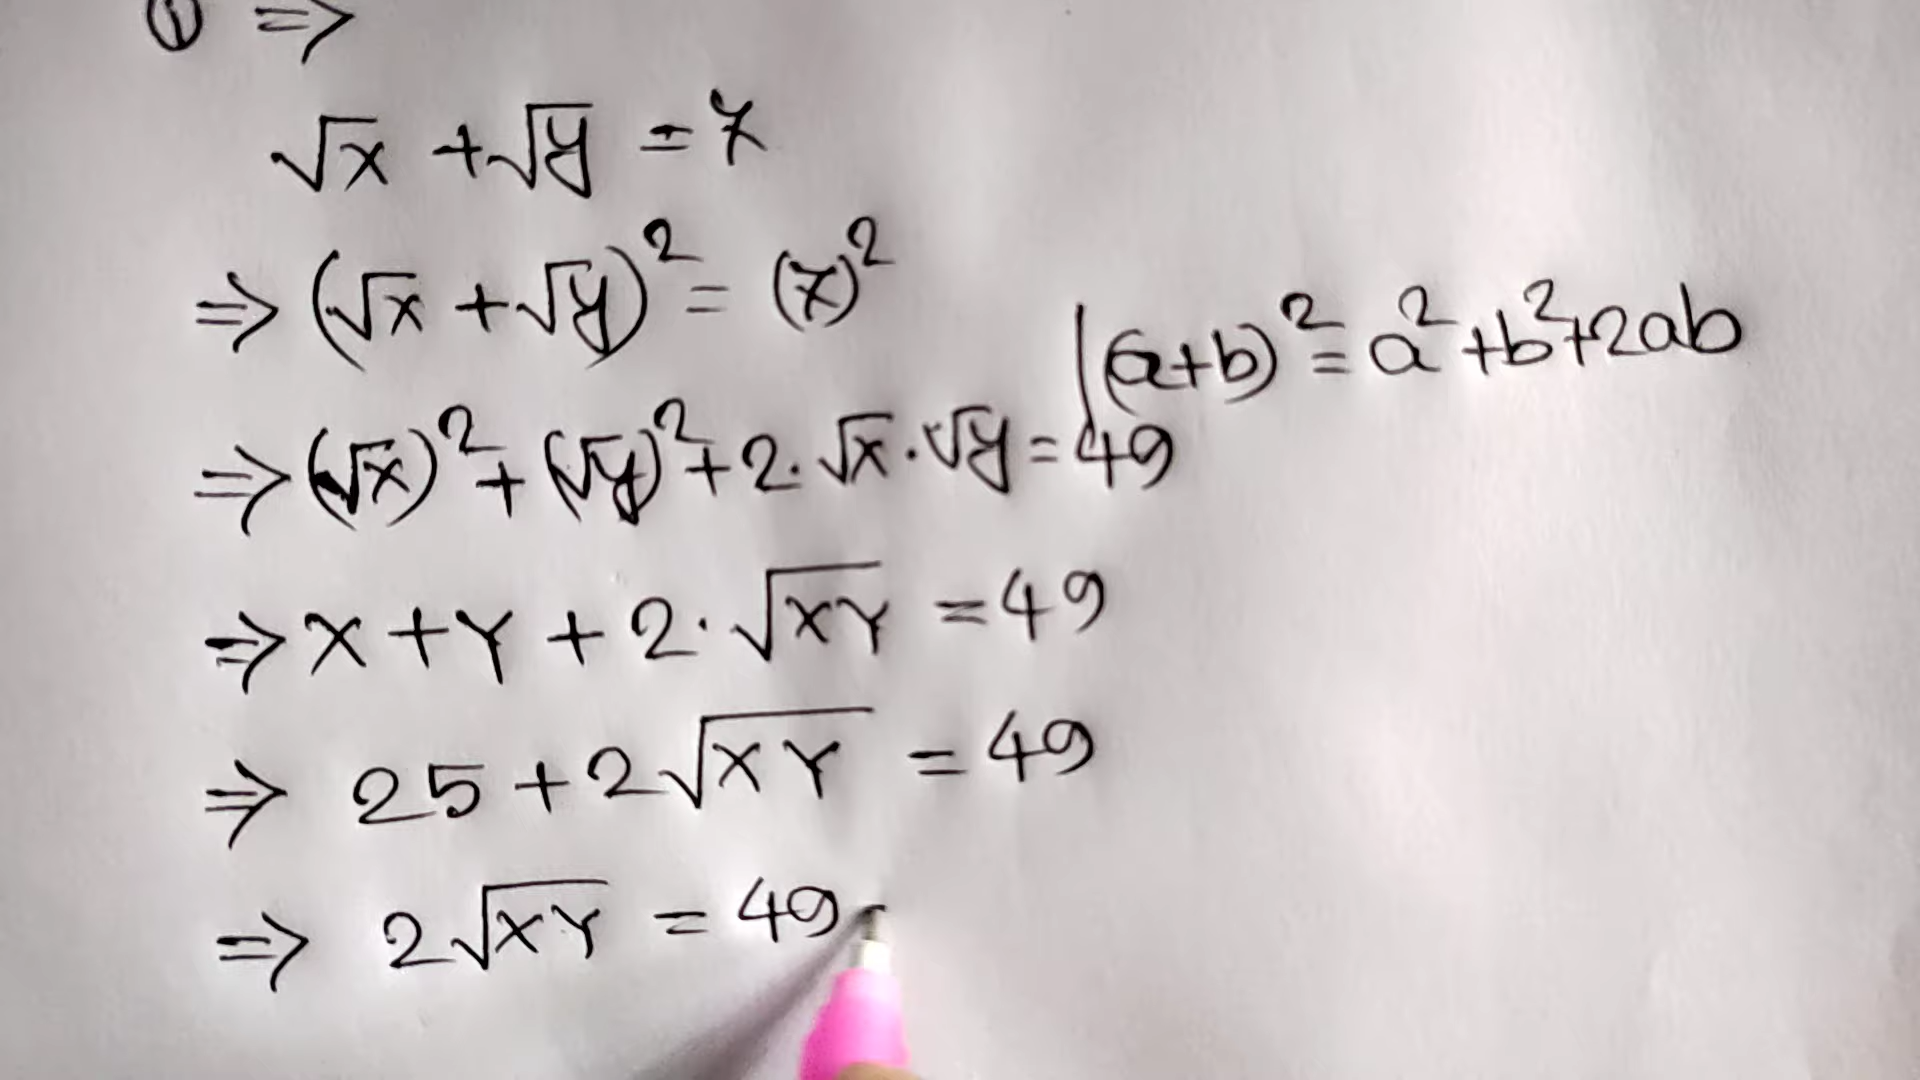 ① ⇒
√x + √y = 7
⇒ (√x + √y)² = (7)²
(a+b)² = a² + b² + 2ab
⇒ (√x)² + (√y)² + 2 · √x · √y = 49
⇒ X + Y + 2 · √XY = 49
⇒ 25 + 2√XY = 49
⇒ 2√XY = 49